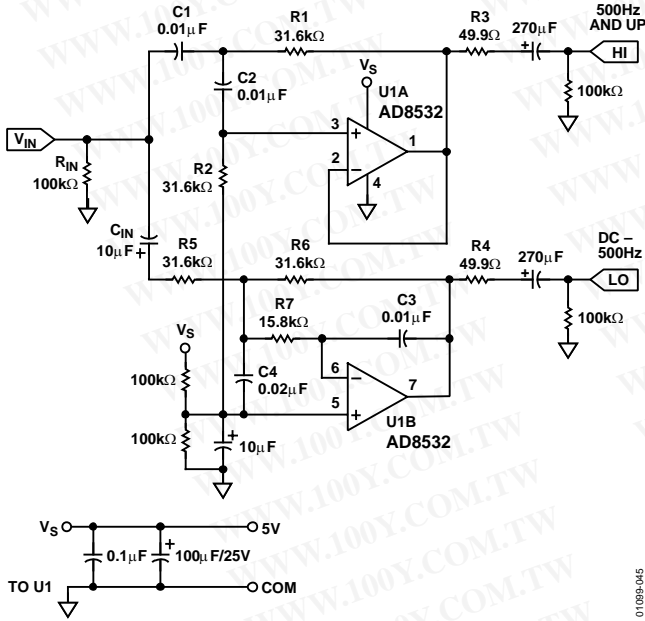 500Hz
AND UP
C1
0.01µF
R1
31.6kΩ
R3
49.9Ω
270µF
+
HI
C2
0.01µF
VS
U1A
AD8532
100kΩ
3
+
1
VIN
2
−
4
RIN
100kΩ
R2
31.6kΩ
CIN
10µF
+
R5
31.6kΩ
R6
31.6kΩ
R4
49.9Ω
270µF
+
DC –
500Hz
LO
R7
15.8kΩ
C3
0.01µF
100kΩ
VS
100kΩ
C4
0.02µF
6
−
7
5
+
U1B
AD8532
100kΩ
+
10µF
VS
5V
0.1µF
+
100µF/25V
TO U1
COM
01099-045
WWW.100Y.COM.TW